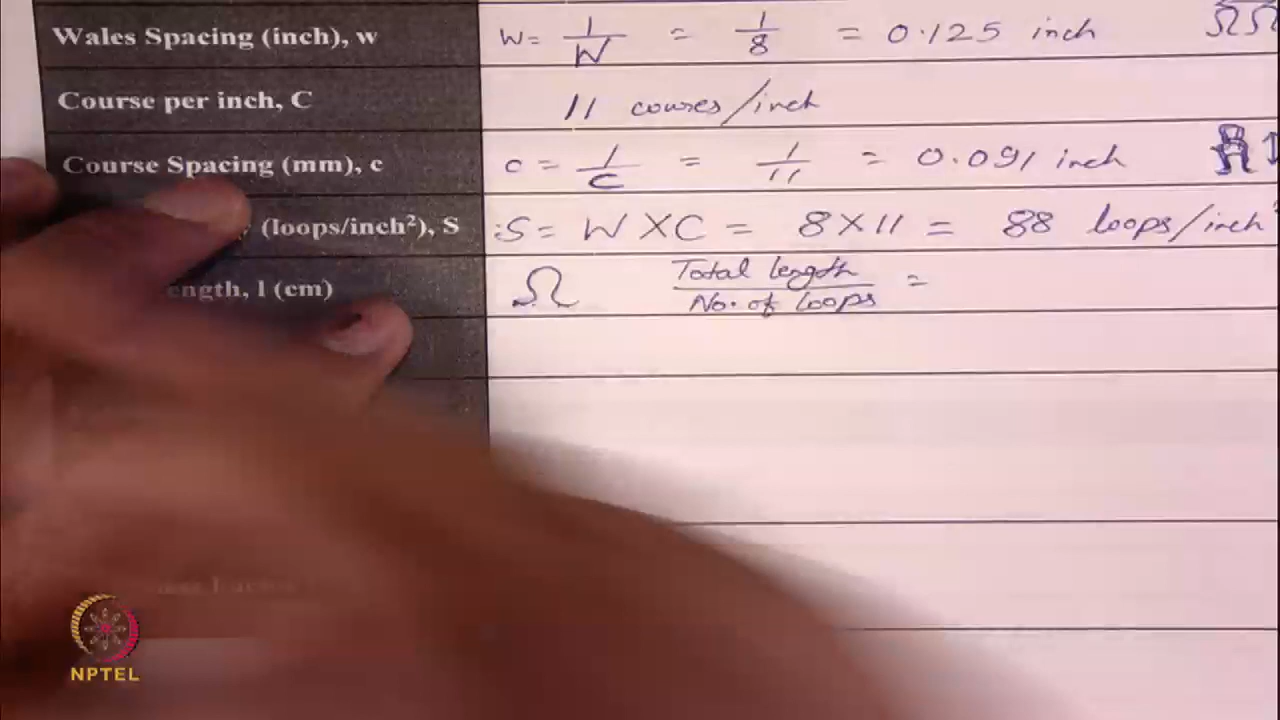 Wales Spacing (inch), w w = 1/W = 1/8 = 0.125 inch
Course per inch, C 11 courses/inch
Course Spacing (mm), c c = 1/C = 1/11 = 0.091 inch
(loops/inch²), S S = W X C = 8 X 11 = 88 loops/inch²
ength, l (cm) Total length / No. of loops =
NPTEL